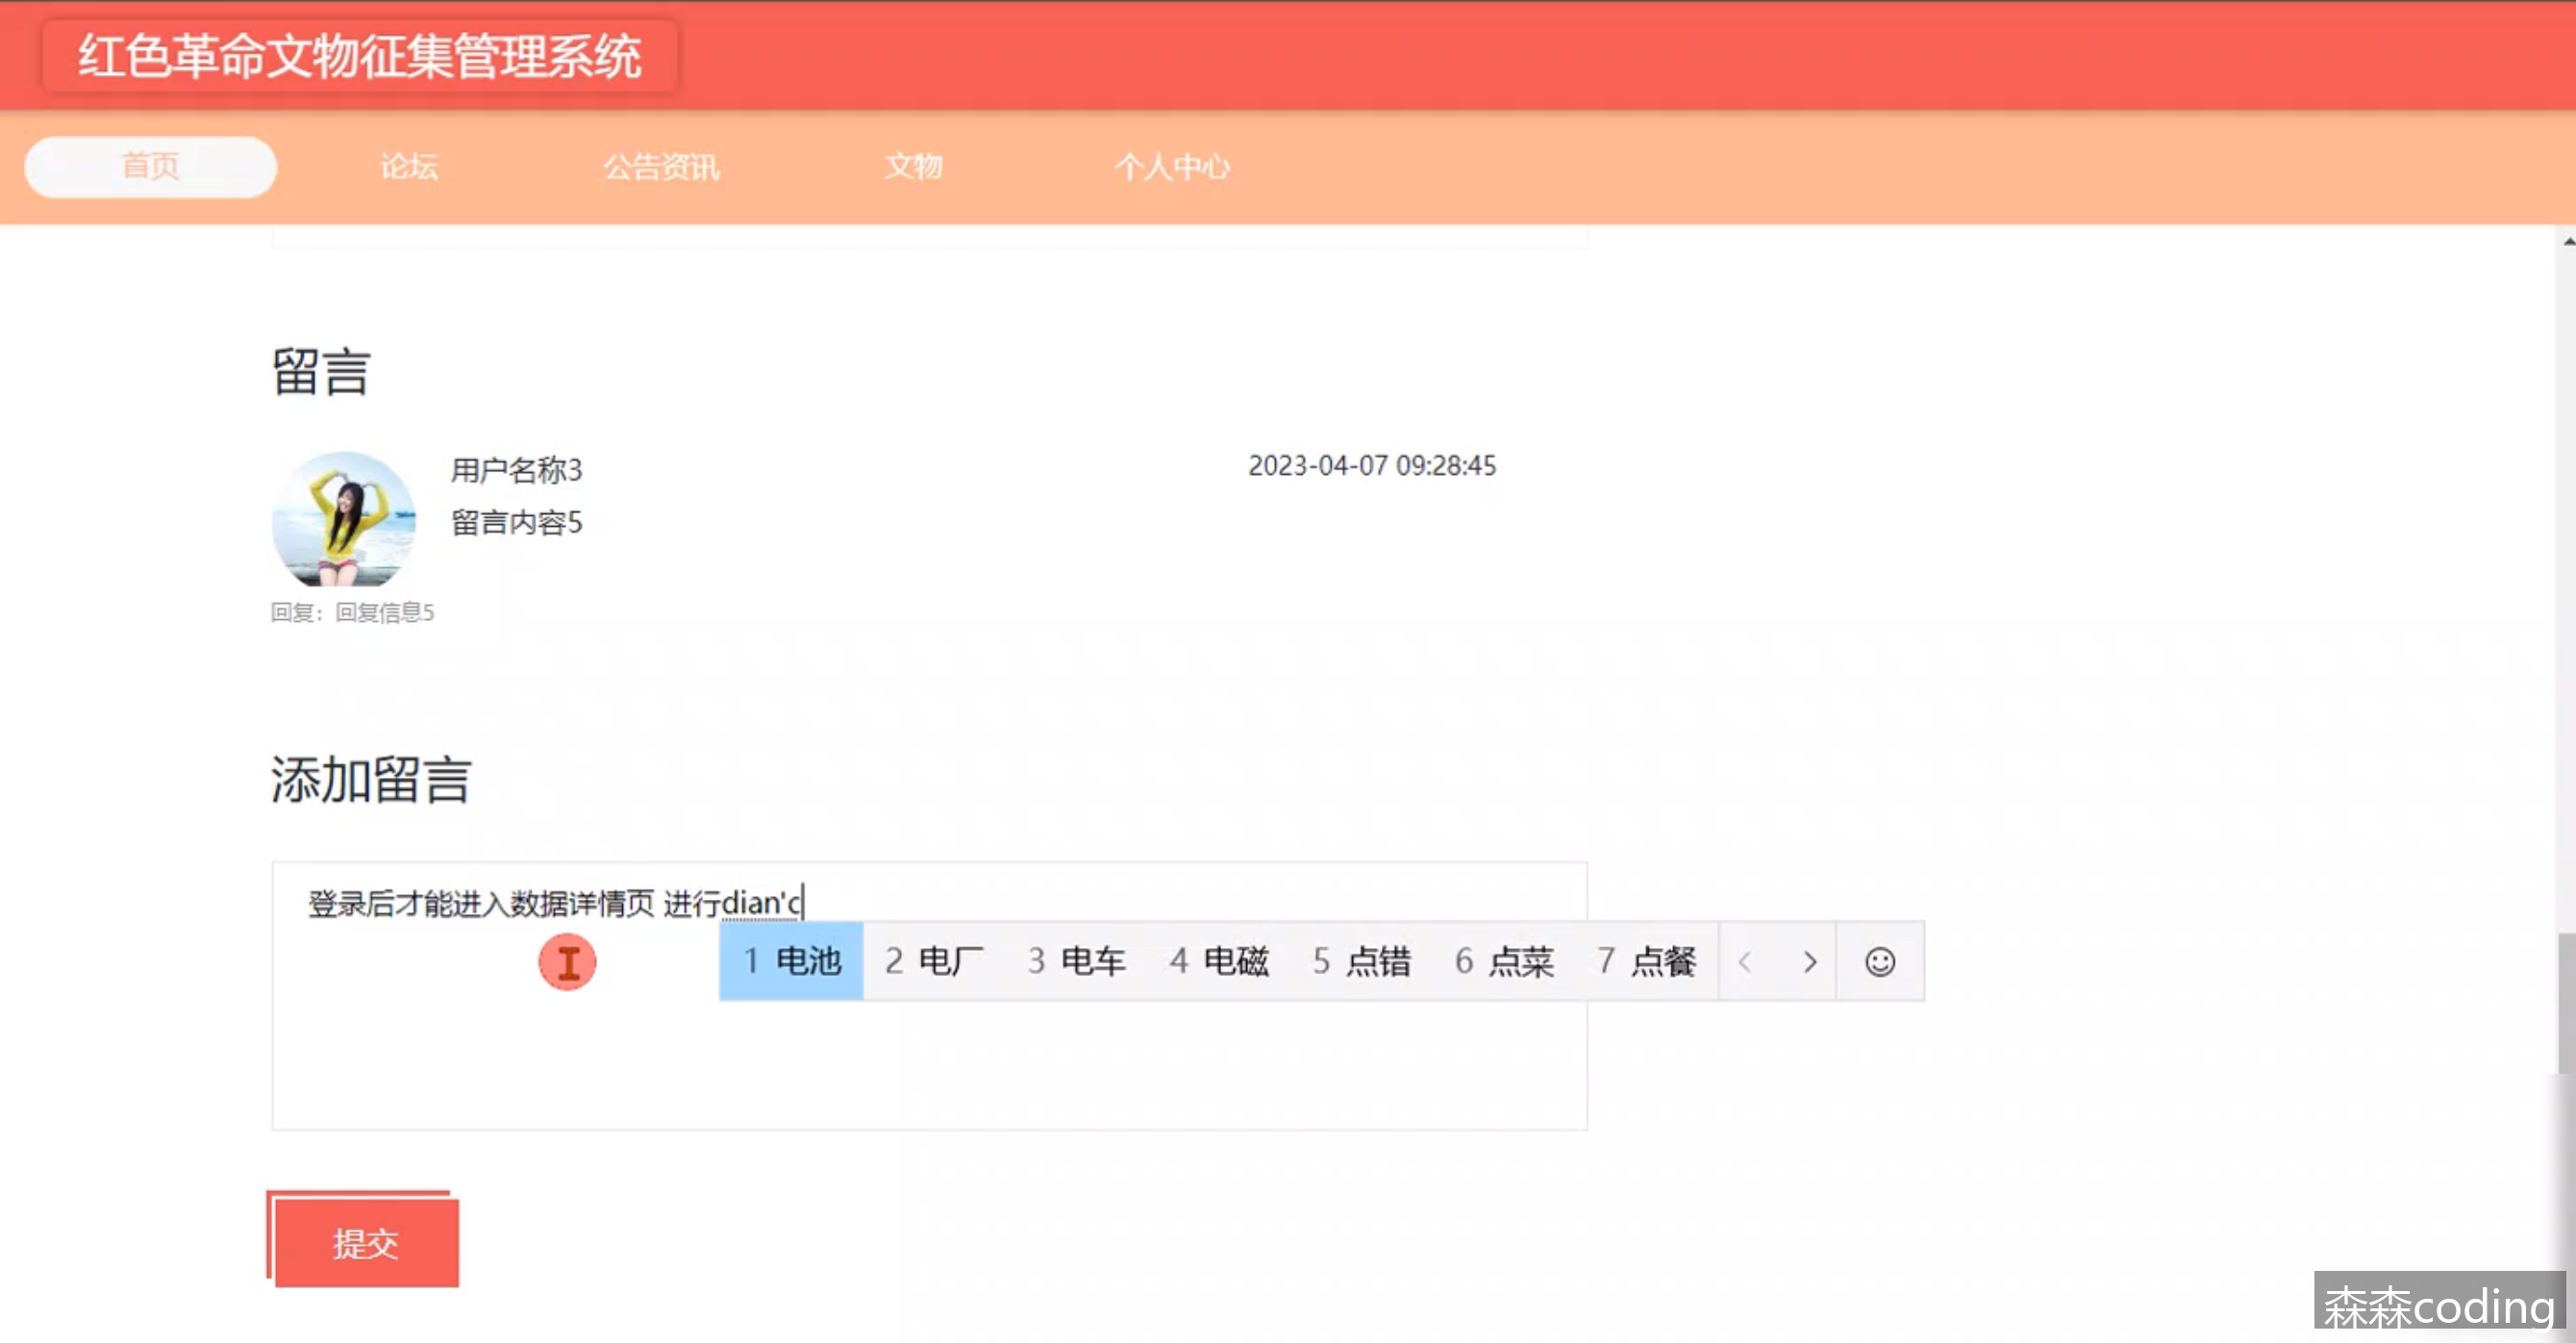 红色革命文物征集管理系统
首页 论坛 公告资讯 文物 个人中心
留言
用户名称3 2023-04-07 09:28:45
留言内容5
回复：回复信息5
添加留言
登录后才能进入数据详情页 进行dian'c
1 电池 2 电厂 3 电车 4 电磁 5 点错 6 点菜 7 点餐
提交
森森coding